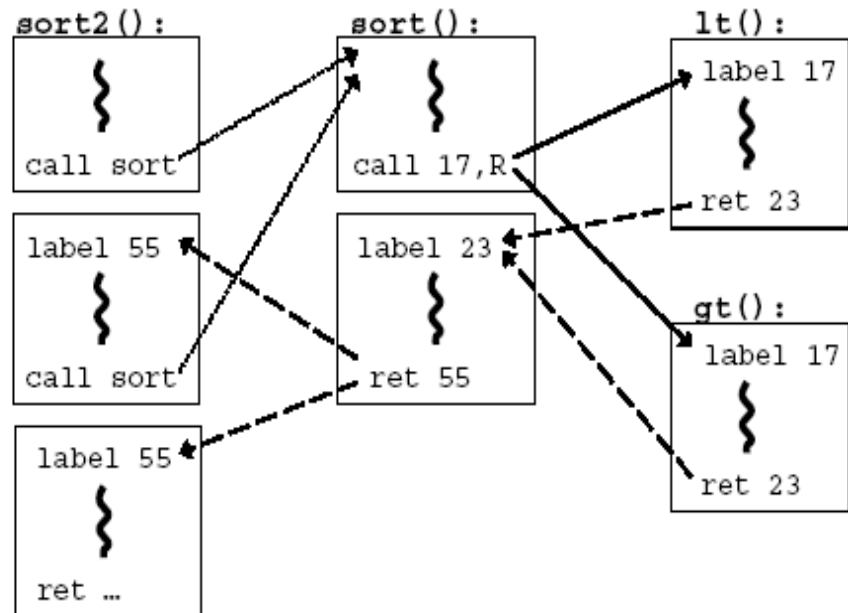 sort2():
call sort
label 55
call sort
label 55
ret …
sort():
call 17,R
label 23
ret 55
lt():
label 17
ret 23
gt():
label 17
ret 23